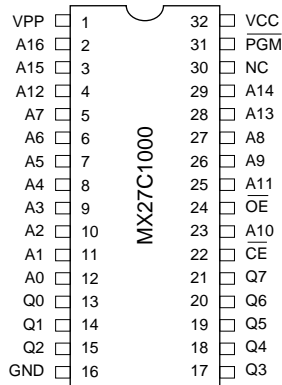 VPP 1 32 VCC
A16 2 31 PGM
A15 3 30 NC
A12 4 29 A14
A7 5 28 A13
A6 6 27 A8
A5 7 26 A9
A4 8 25 A11
A3 9 24 OE
A2 10 23 A10
A1 11 22 CE
A0 12 21 Q7
Q0 13 20 Q6
Q1 14 19 Q5
Q2 15 18 Q4
GND 16 17 Q3
MX27C1000